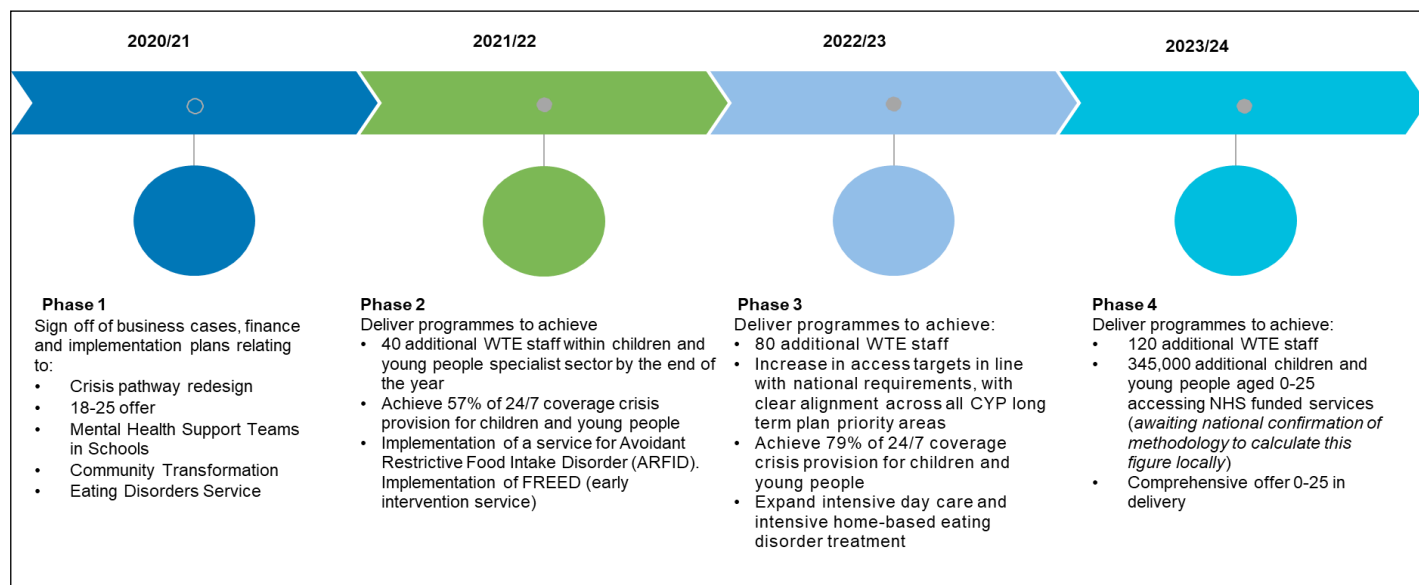 2020/21
2021/22
2022/23
2023/24
Phase 1
Sign off of business cases, finance
and implementation plans relating
to:
• Crisis pathway redesign
• 18-25 offer
• Mental Health Support Teams
in Schools
• Community Transformation
• Eating Disorders Service
Phase 2
Deliver programmes to achieve
• 40 additional WTE staff within children and
young people specialist sector by the end of
the year
• Achieve 57% of 24/7 coverage crisis
provision for children and young people
• Implementation of a service for Avoidant
Restrictive Food Intake Disorder (ARFID).
Implementation of FREED (early
intervention service)
Phase 3
Deliver programmes to achieve:
• 80 additional WTE staff
• Increase in access targets in line
with national requirements, with
clear alignment across all CYP long
term plan priority areas
• Achieve 79% of 24/7 coverage
crisis provision for children and
young people
• Expand intensive day care and
intensive home-based eating
disorder treatment
Phase 4
Deliver programmes to achieve:
• 120 additional WTE staff
• 345,000 additional children and
young people aged 0-25
accessing NHS funded services
(awaiting national confirmation of
methodology to calculate this
figure locally)
• Comprehensive offer 0-25 in
delivery